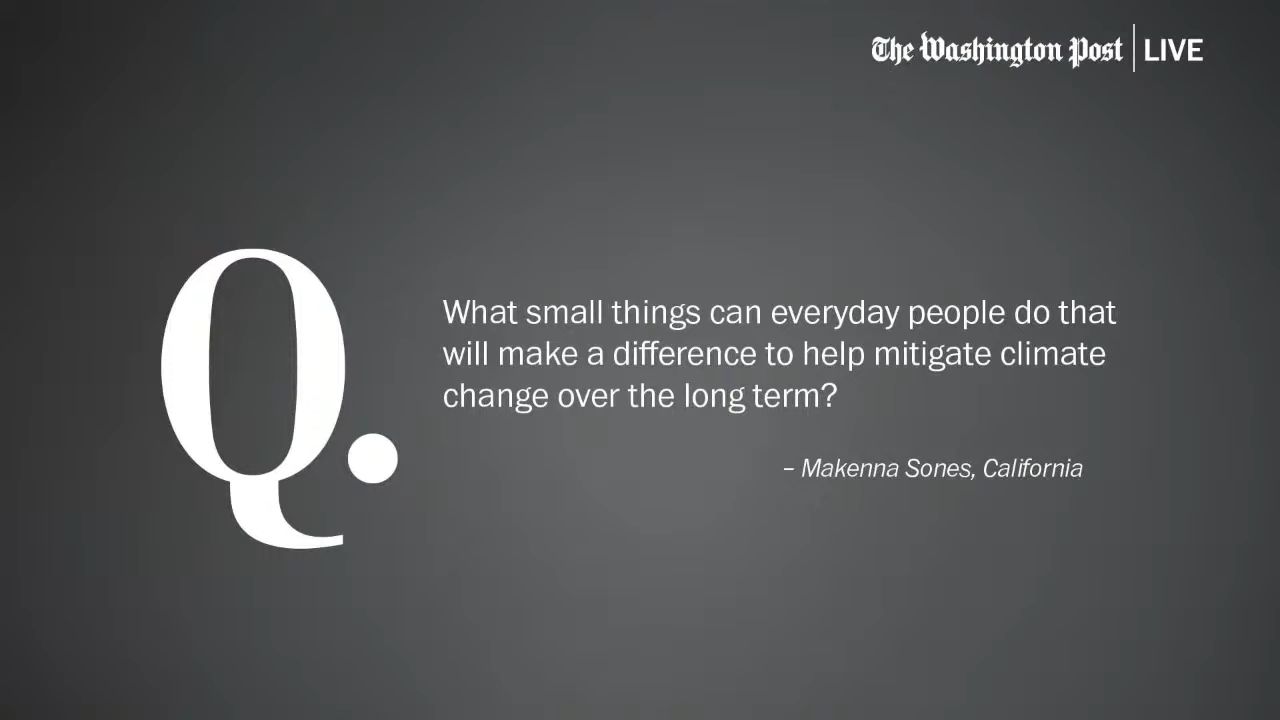 The Washington Post | LIVE
Q.
What small things can everyday people do that
will make a difference to help mitigate climate
change over the long term?
– Makenna Sones, California